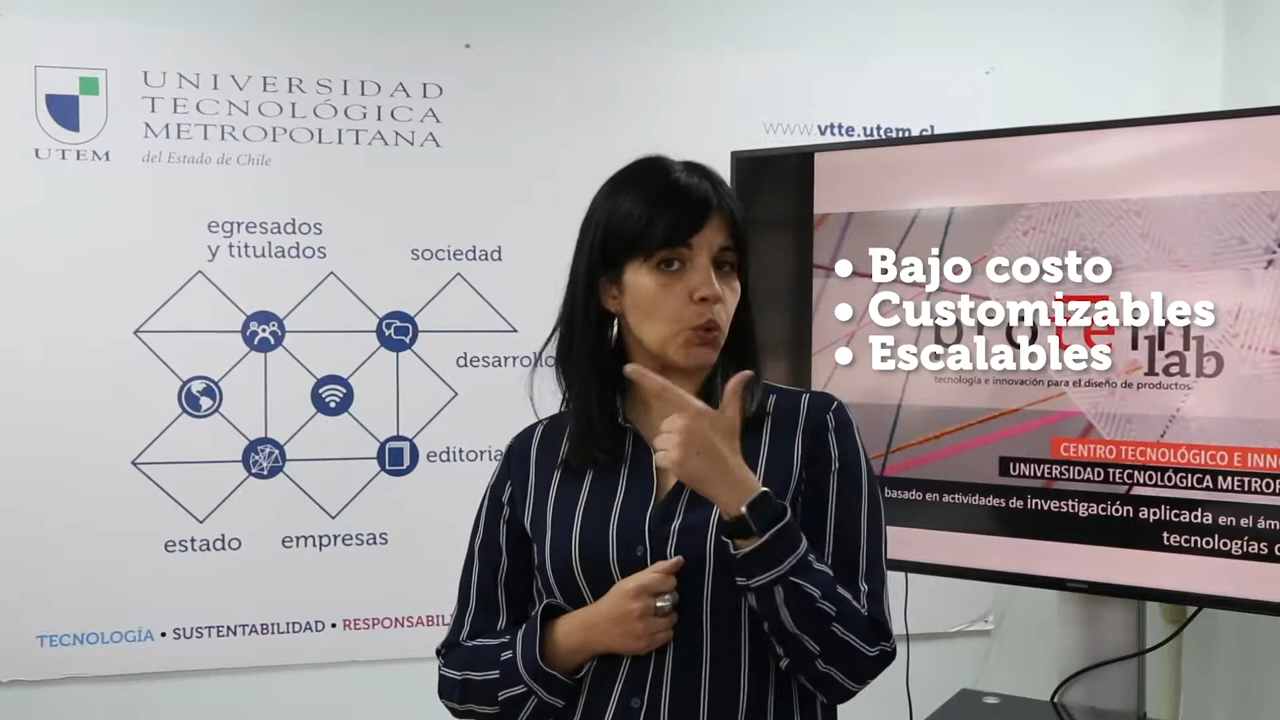 UNIVERSIDAD
TECNOLÓGICA
METROPOLITANA
del Estado de Chile
UTEM
www.vtte.utem.cl
egresados
y titulados
sociedad
desarrollo
editoria
estado
empresas
TECNOLOGÍA • SUSTENTABILIDAD • RESPONSABIL
• Bajo costo
• Customizables
• Escalables
lab
tecnología e innovación para el diseño de productos
CENTRO TECNOLÓGICO E INNO
UNIVERSIDAD TECNOLÓGICA METROP
basado en actividades de investigación aplicada en el ám
tecnologías d